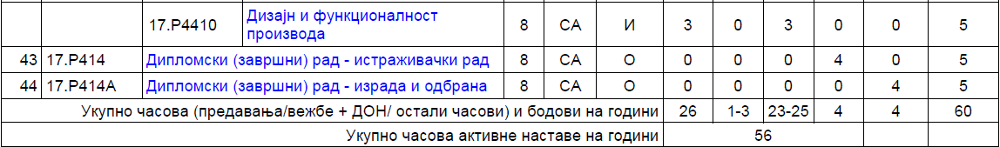 17.P4410 Дизајн и функционалност производа 8 СА И 3 0 3 0 0 5
43 17.P414 Дипломски (завршни) рад - истраживачки рад 8 СА О 0 0 0 4 0 5
44 17.P414A Дипломски (завршни) рад - израда и одбрана 8 СА О 0 0 0 0 4 5
Укупно часова (предавања/вежбе + ДОН/ остали часови) и бодови на години 26 1-3 23-25 4 4 60
Укупно часова активне наставе на години 56